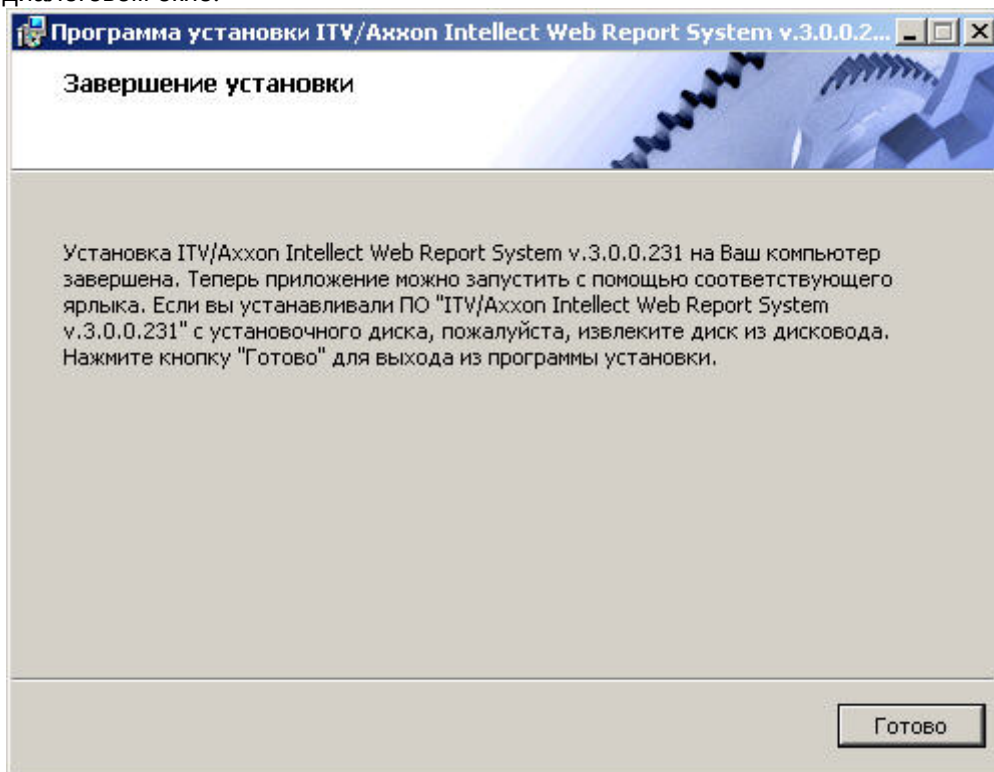 диалоговом окне.
Программа установки ITV/Axxon Intellect Web Report System v.3.0.0.2...
Завершение установки
Установка ITV/Axxon Intellect Web Report System v.3.0.0.231 на Ваш компьютер
завершена. Теперь приложение можно запустить с помощью соответствующего
ярлыка. Если вы устанавливали ПО "ITV/Axxon Intellect Web Report System
v.3.0.0.231" с установочного диска, пожалуйста, извлеките диск из дисковода.
Нажмите кнопку "Готово" для выхода из программы установки.
Готово